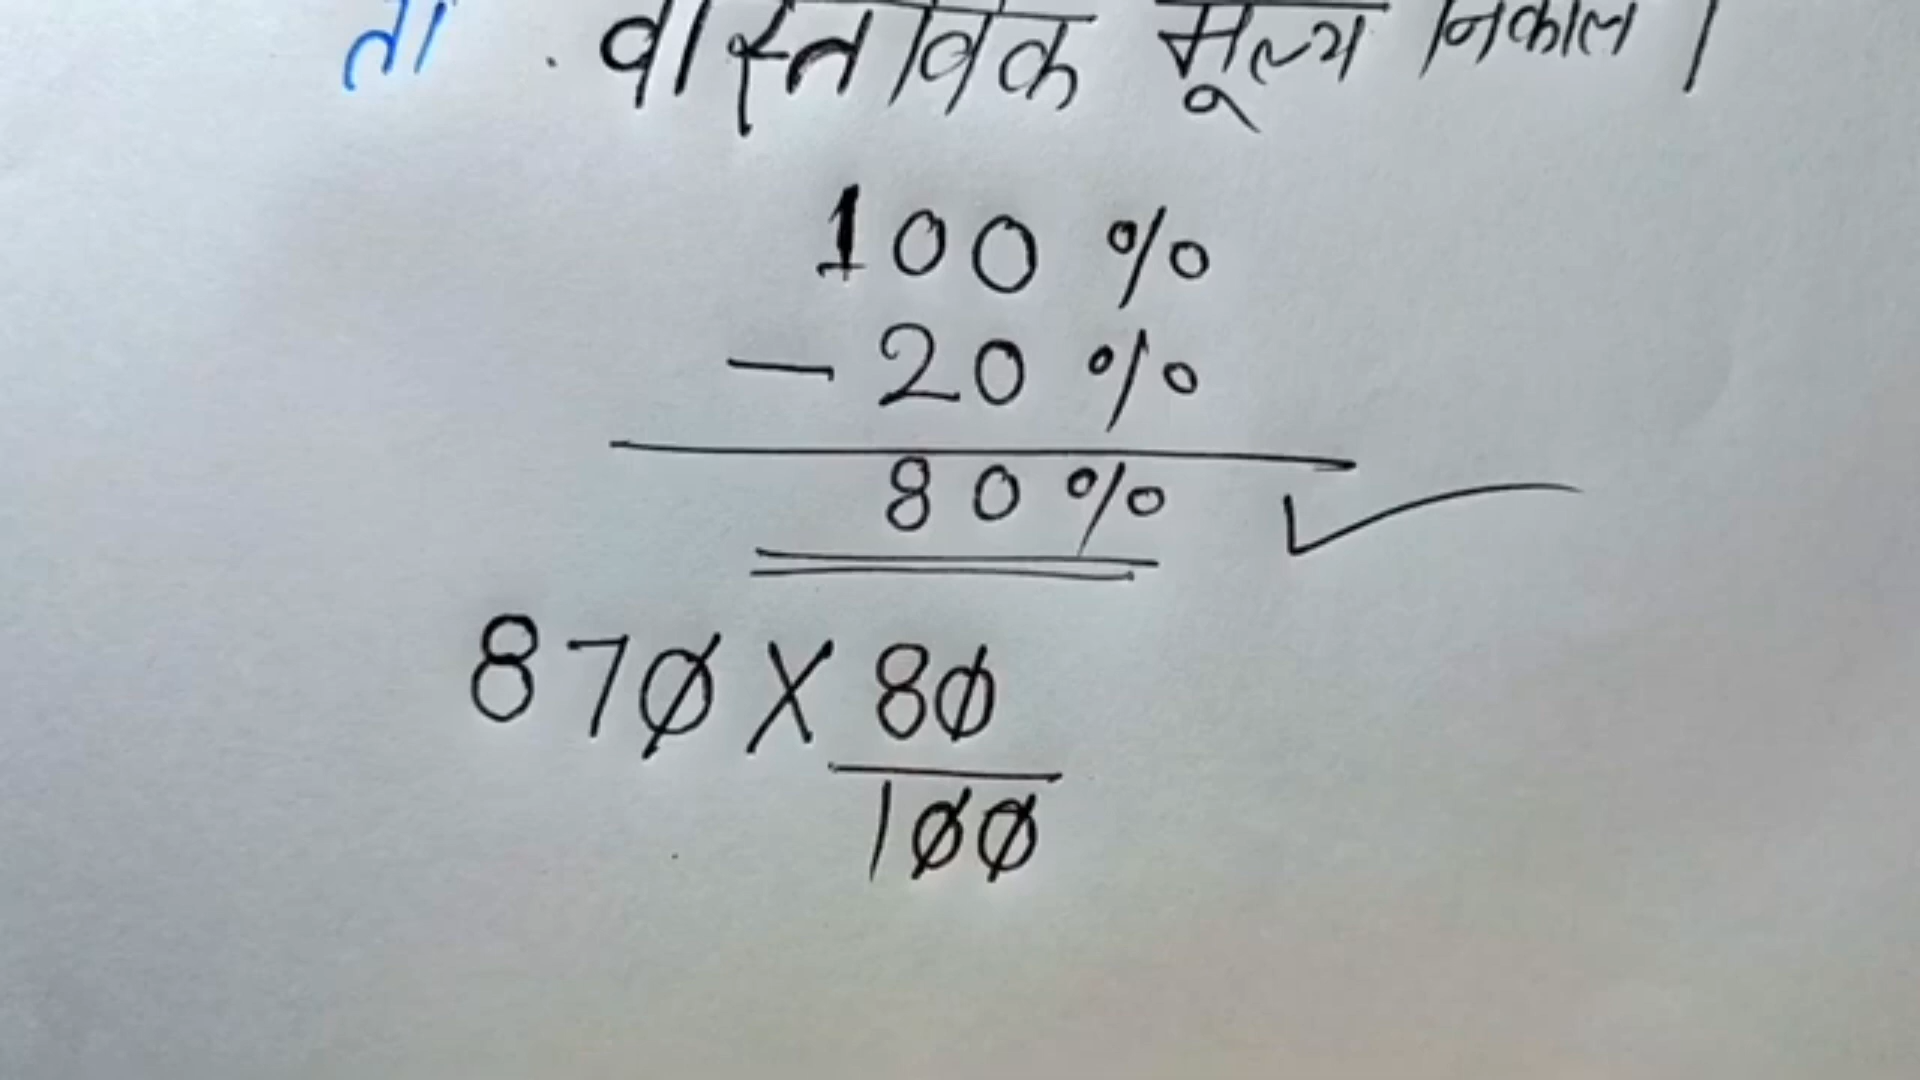 तो . वास्तविक मूल्य निकाल ।
100 %
- 20 %
80 %
870 X 80
100